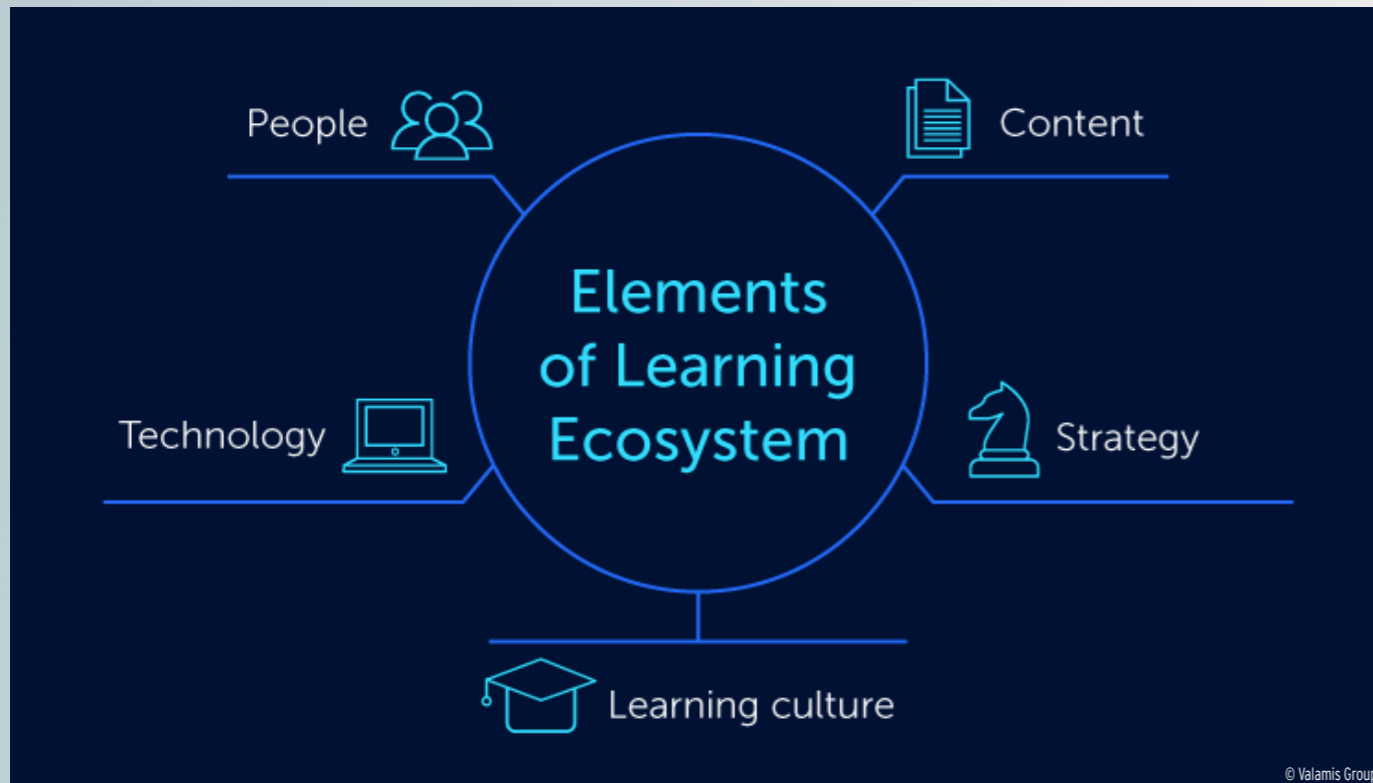 People
Content
Elements
of Learning
Ecosystem
Technology
Strategy
Learning culture
© Valamis Group